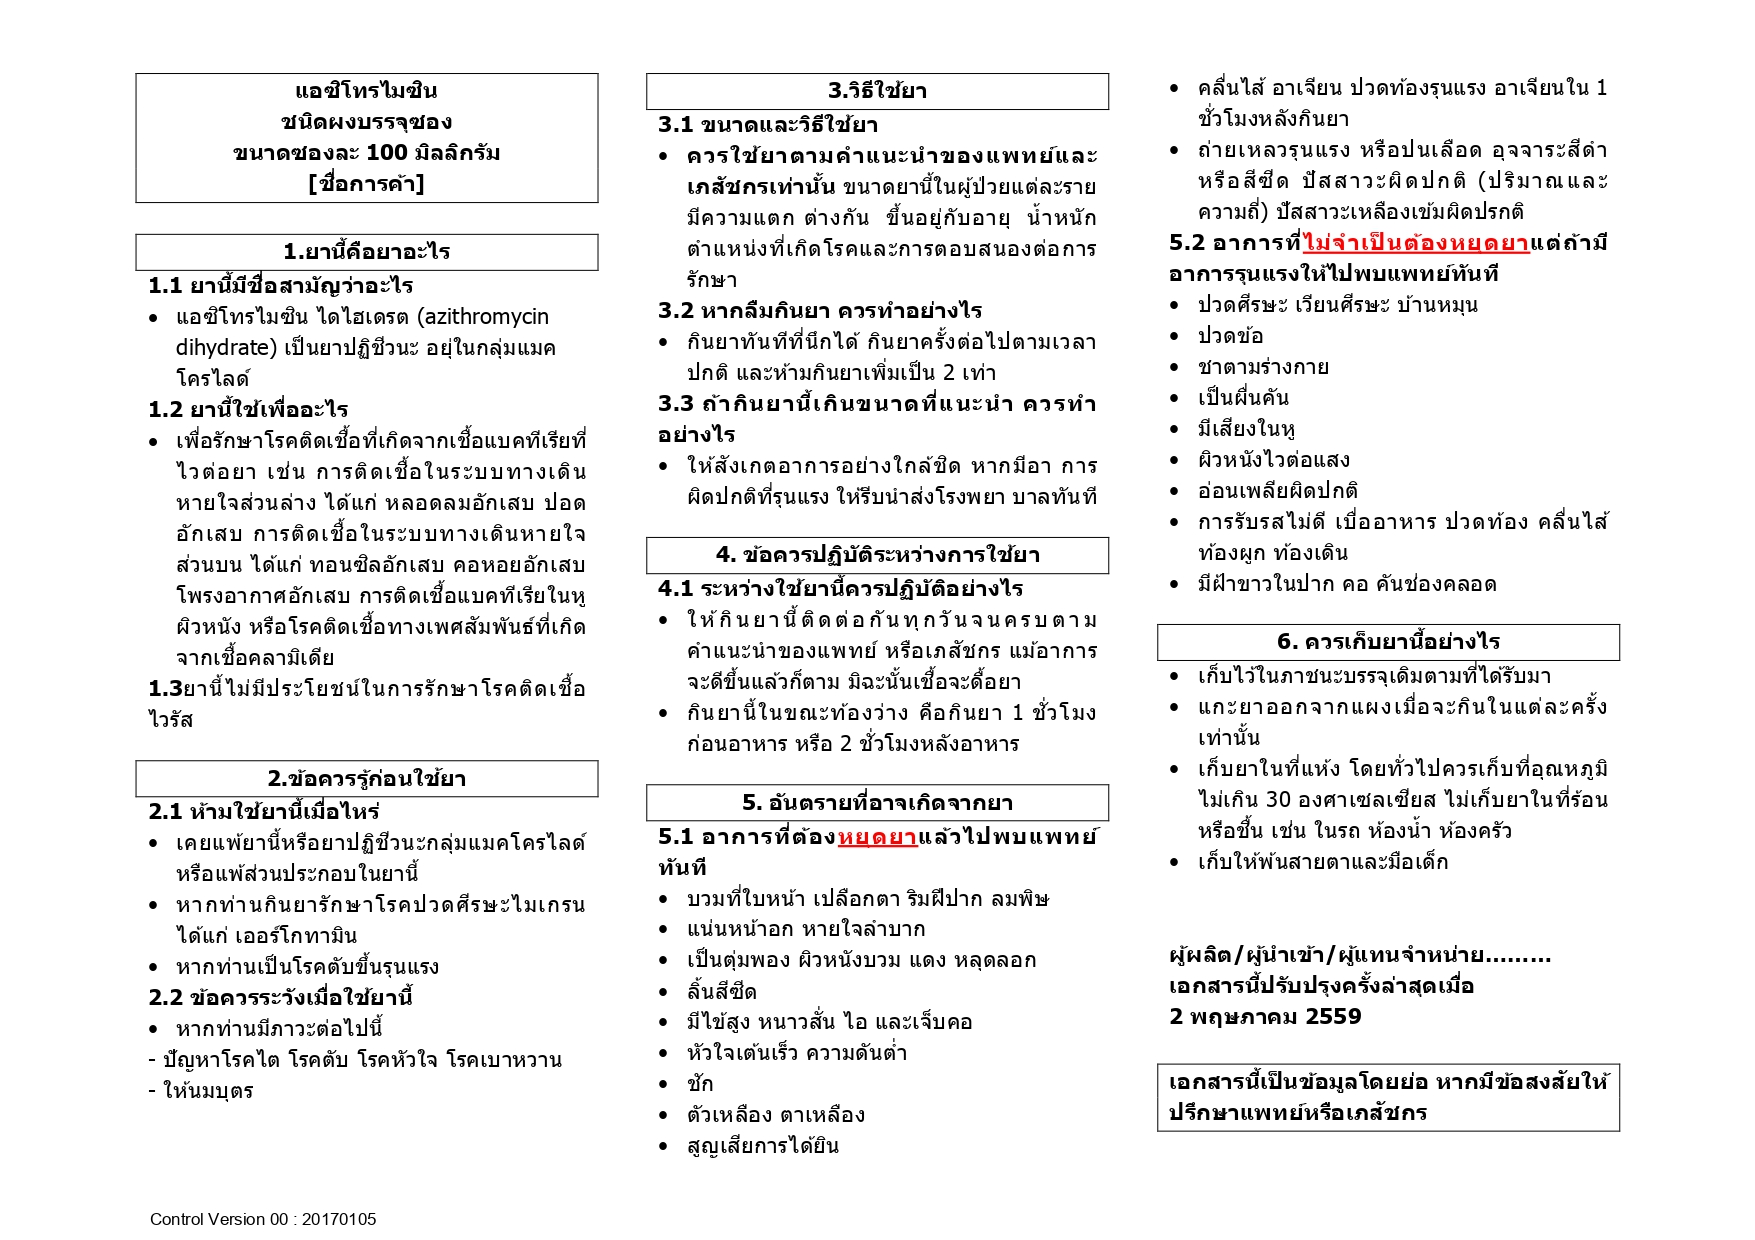 แอซิโทรไมซิน
ชนิดผงบรรจุซอง
ขนาดซองละ 100 มิลลิกรัม
[ชื่อการค้า]
1.ยานี้คือยาอะไร
1.1 ยานี้มีชื่อสามัญว่าอะไร
• แอซิโทรไมซิน ไดไฮเดรต (azithromycin
dihydrate) เป็นยาปฏิชีวนะ อยุ่ในกลุ่มแมค
โครไลด์
1.2 ยานี้ใช้เพื่ออะไร
• เพื่อรักษาโรคติดเชื้อที่เกิดจากเชื้อแบคทีเรียที่
ไวต่อยา เช่น การติดเชื้อในระบบทางเดิน
หายใจส่วนล่าง ได้แก่ หลอดลมอักเสบ ปอด
อักเสบ การติดเชื้อในระบบทางเดินหายใจ
ส่วนบน ได้แก่ ทอนซิลอักเสบ คอหอยอักเสบ
โพรงอากาศอักเสบ การติดเชื้อแบคทีเรียในหู
ผิวหนัง หรือโรคติดเชื้อทางเพศสัมพันธ์ที่เกิด
จากเชื้อคลามิเดีย
1.3ยานี้ไม่มีประโยชน์ในการรักษาโรคติดเชื้อ
ไวรัส
2.ข้อควรรู้ก่อนใช้ยา
2.1 ห้ามใช้ยานี้เมื่อไหร่
• เคยแพ้ยานี้หรือยาปฏิชีวนะกลุ่มแมคโครไลด์
หรือแพ้ส่วนประกอบในยานี้
• หากท่านกินยารักษาโรคปวดศีรษะไมเกรน
ได้แก่ เออร์โกทามิน
• หากท่านเป็นโรคตับขึ้นรุนแรง
2.2 ข้อควรระวังเมื่อใช้ยานี้
• หากท่านมีภาวะต่อไปนี้
- ปัญหาโรคไต โรคตับ โรคหัวใจ โรคเบาหวาน
- ให้นมบุตร
3.วิธีใช้ยา
3.1 ขนาดและวิธีใช้ยา
• ควรใช้ยาตามคำแนะนำของแพทย์และ
เภสัชกรเท่านั้น ขนาดยานี้ในผู้ป่วยแต่ละราย
มีความแตก ต่างกัน ขึ้นอยู่กับอายุ น้ำหนัก
ตำแหน่งที่เกิดโรคและการตอบสนองต่อการ
รักษา
3.2 หากลืมกินยา ควรทำอย่างไร
• กินยาทันทีที่นึกได้ กินยาครั้งต่อไปตามเวลา
ปกติ และห้ามกินยาเพิ่มเป็น 2 เท่า
3.3 ถ้ากินยานี้เกินขนาดที่แนะนำ ควรทำ
อย่างไร
• ให้สังเกตอาการอย่างใกล้ชิด หากมีอา การ
ผิดปกติที่รุนแรง ให้รีบนำส่งโรงพยา บาลทันที
4. ข้อควรปฏิบัติระหว่างการใช้ยา
4.1 ระหว่างใช้ยานี้ควรปฏิบัติอย่างไร
• ให้กินยานี้ติดต่อกันทุกวันจนครบตาม
คำแนะนำของแพทย์ หรือเภสัชกร แม้อาการ
จะดีขึ้นแล้วก็ตาม มิฉะนั้นเชื้อจะดื้อยา
• กินยานี้ในขณะท้องว่าง คือกินยา 1 ชั่วโมง
ก่อนอาหาร หรือ 2 ชั่วโมงหลังอาหาร
5. อันตรายที่อาจเกิดจากยา
5.1 อาการที่ต้องหยุดยาแล้วไปพบแพทย์
ทันที
• บวมที่ใบหน้า เปลือกตา ริมฝีปาก ลมพิษ
• แน่นหน้าอก หายใจลำบาก
• เป็นตุ่มพอง ผิวหนังบวม แดง หลุดลอก
• ลิ้นสีซีด
• มีไข้สูง หนาวสั่น ไอ และเจ็บคอ
• หัวใจเต้นเร็ว ความดันต่ำ
• ชัก
• ตัวเหลือง ตาเหลือง
• สูญเสียการได้ยิน
• คลื่นไส้ อาเจียน ปวดท้องรุนแรง อาเจียนใน 1
ชั่วโมงหลังกินยา
• ถ่ายเหลวรุนแรง หรือปนเลือด อุจจาระสีดำ
หรือสีซีด ปัสสาวะผิดปกติ (ปริมาณและ
ความถี่) ปัสสาวะเหลืองเข้มผิดปรกติ
5.2 อาการที่ไม่จำเป็นต้องหยุดยาแต่ถ้ามี
อาการรุนแรงให้ไปพบแพทย์ทันที
• ปวดศีรษะ เวียนศีรษะ บ้านหมุน
• ปวดข้อ
• ชาตามร่างกาย
• เป็นผื่นคัน
• มีเสียงในหู
• ผิวหนังไวต่อแสง
• อ่อนเพลียผิดปกติ
• การรับรสไม่ดี เบื่ออาหาร ปวดท้อง คลื่นไส้
ท้องผูก ท้องเดิน
• มีฝ้าขาวในปาก คอ คันช่องคลอด
6. ควรเก็บยานี้อย่างไร
• เก็บไว้ในภาชนะบรรจุเดิมตามที่ได้รับมา
• แกะยาออกจากแผงเมื่อจะกินในแต่ละครั้ง
เท่านั้น
• เก็บยาในที่แห้ง โดยทั่วไปควรเก็บที่อุณหภูมิ
ไม่เกิน 30 องศาเซลเซียส ไม่เก็บยาในที่ร้อน
หรือชื้น เช่น ในรถ ห้องน้ำ ห้องครัว
• เก็บให้พ้นสายตาและมือเด็ก
ผู้ผลิต/ผู้นำเข้า/ผู้แทนจำหน่าย.........
เอกสารนี้ปรับปรุงครั้งล่าสุดเมื่อ
2 พฤษภาคม 2559
เอกสารนี้เป็นข้อมูลโดยย่อ หากมีข้อสงสัยให้
ปรึกษาแพทย์หรือเภสัชกร
Control Version 00 : 20170105